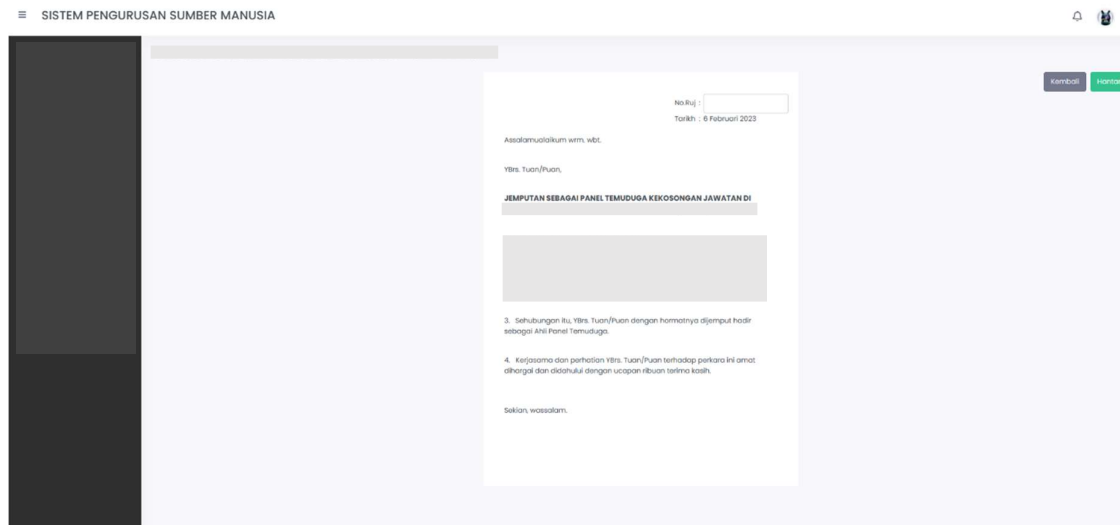 SISTEM PENGURUSAN SUMBER MANUSIA
Kembali
Hantar
No.Ruj :
Tarikh : 6 Februari 2023
Assalamualaikum wrm. wbt.
YBrs. Tuan/Puan,
JEMPUTAN SEBAGAI PANEL TEMUDUGA KEKOSONGAN JAWATAN DI
3. Sehubungan itu, YBrs. Tuan/Puan dengan hormatnya dijemput hadir
sebagai Ahli Panel Temuduga.
4. Kerjasama dan perhatian YBrs. Tuan/Puan terhadap perkara ini amat
dihargai dan didahului dengan ucapan ribuan terima kasih.
Sekian, wassalam.